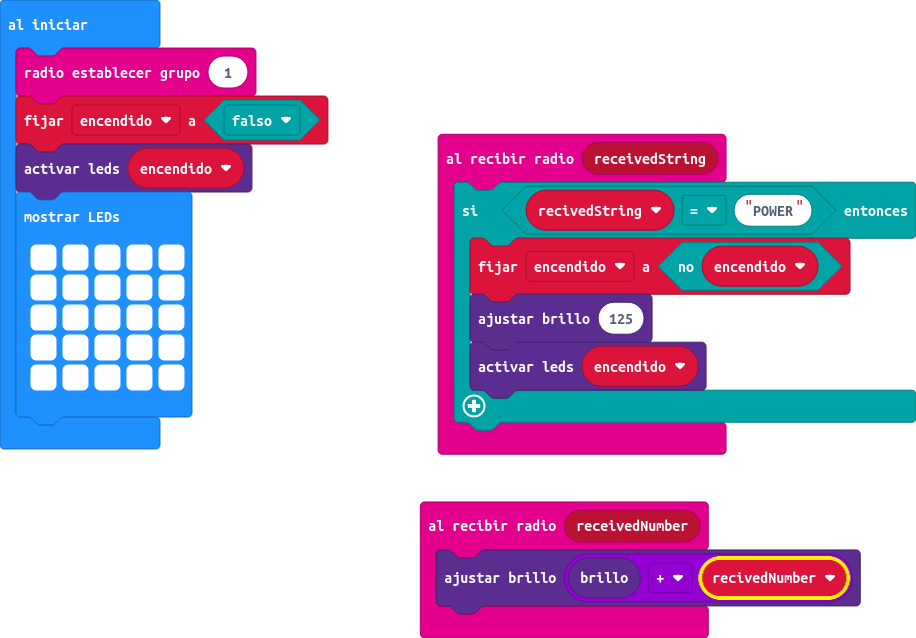 al iniciar
radio establecer grupo 1
fijar encendido a falso
activar leds encendido
mostrar LEDs
al recibir radio receivedString
si recivedString = "POWER" entonces
fijar encendido a no encendido
ajustar brillo 125
activar leds encendido
al recibir radio receivedNumber
ajustar brillo brillo + recivedNumber